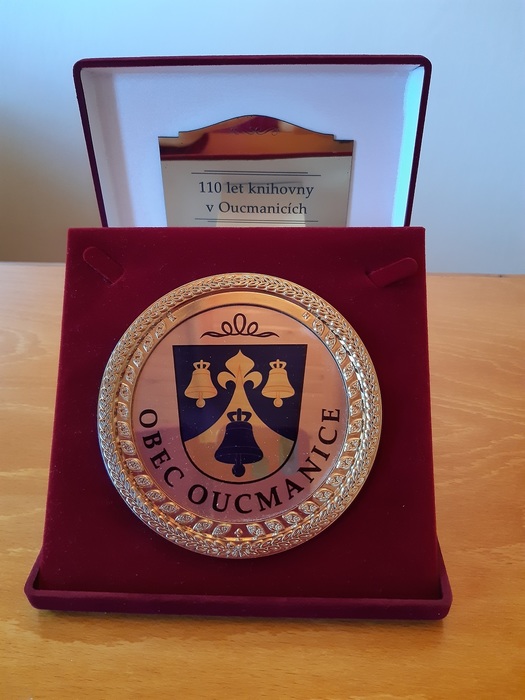 110 let knihovny
v Oucmanicích
OBEC OUCMANICE